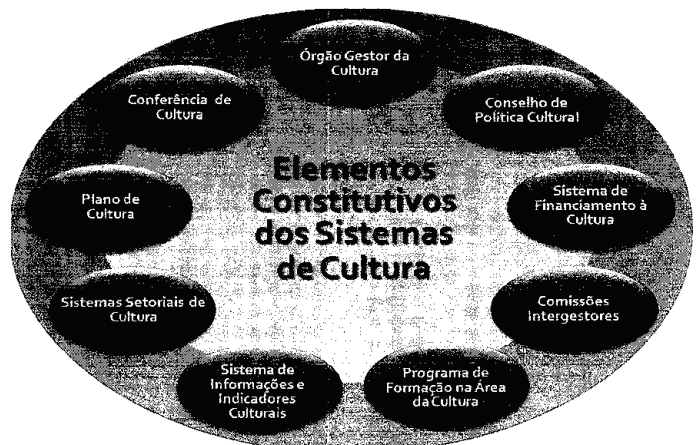 Órgão Gestor da
Cultura
Conferência de
Cultura
Conselho de
Política Cultural
Elementos
Constitutivos
dos Sistemas
de Cultura
Plano de
Cultura
Sistema de
Financiamento à
Cultura
Sistemas Setoriais de
Cultura
Comissões
Intergestores
Sistema de
Informações e
Indicadores
Culturais
Programa de
Formação na Área
da Cultura